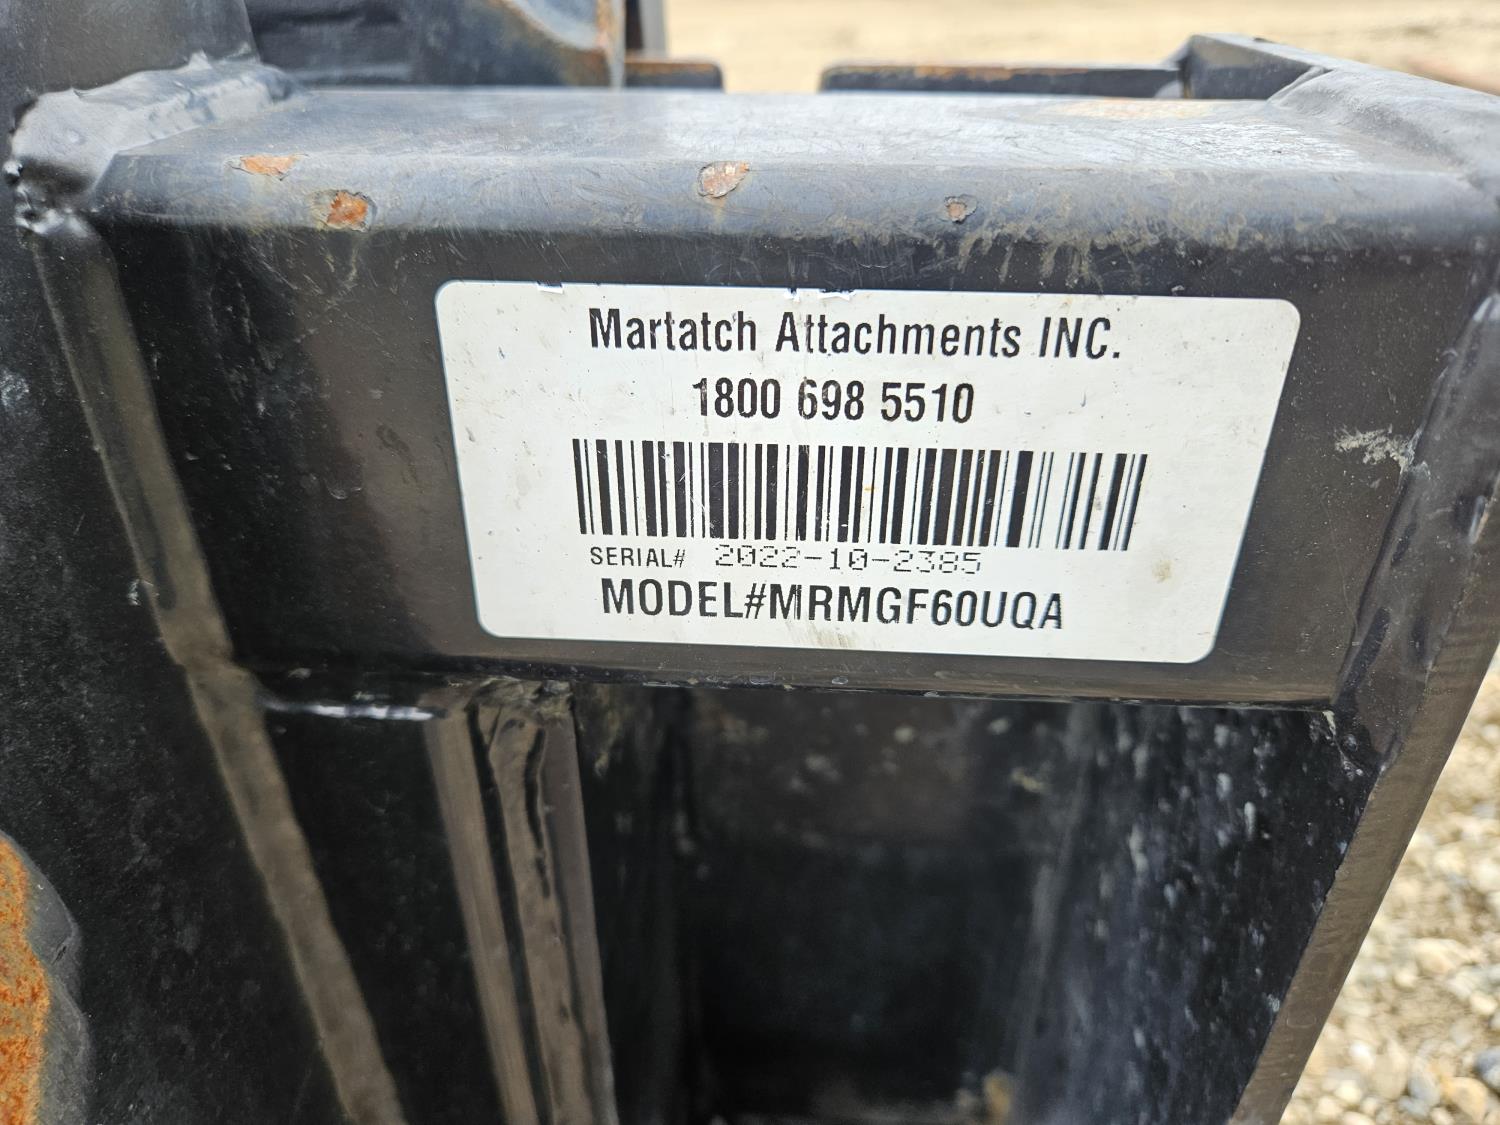 Martatch Attachments INC.
1800 698 5510
SERIAL# 2022-10-2385
MODEL#MRMGF60UQA